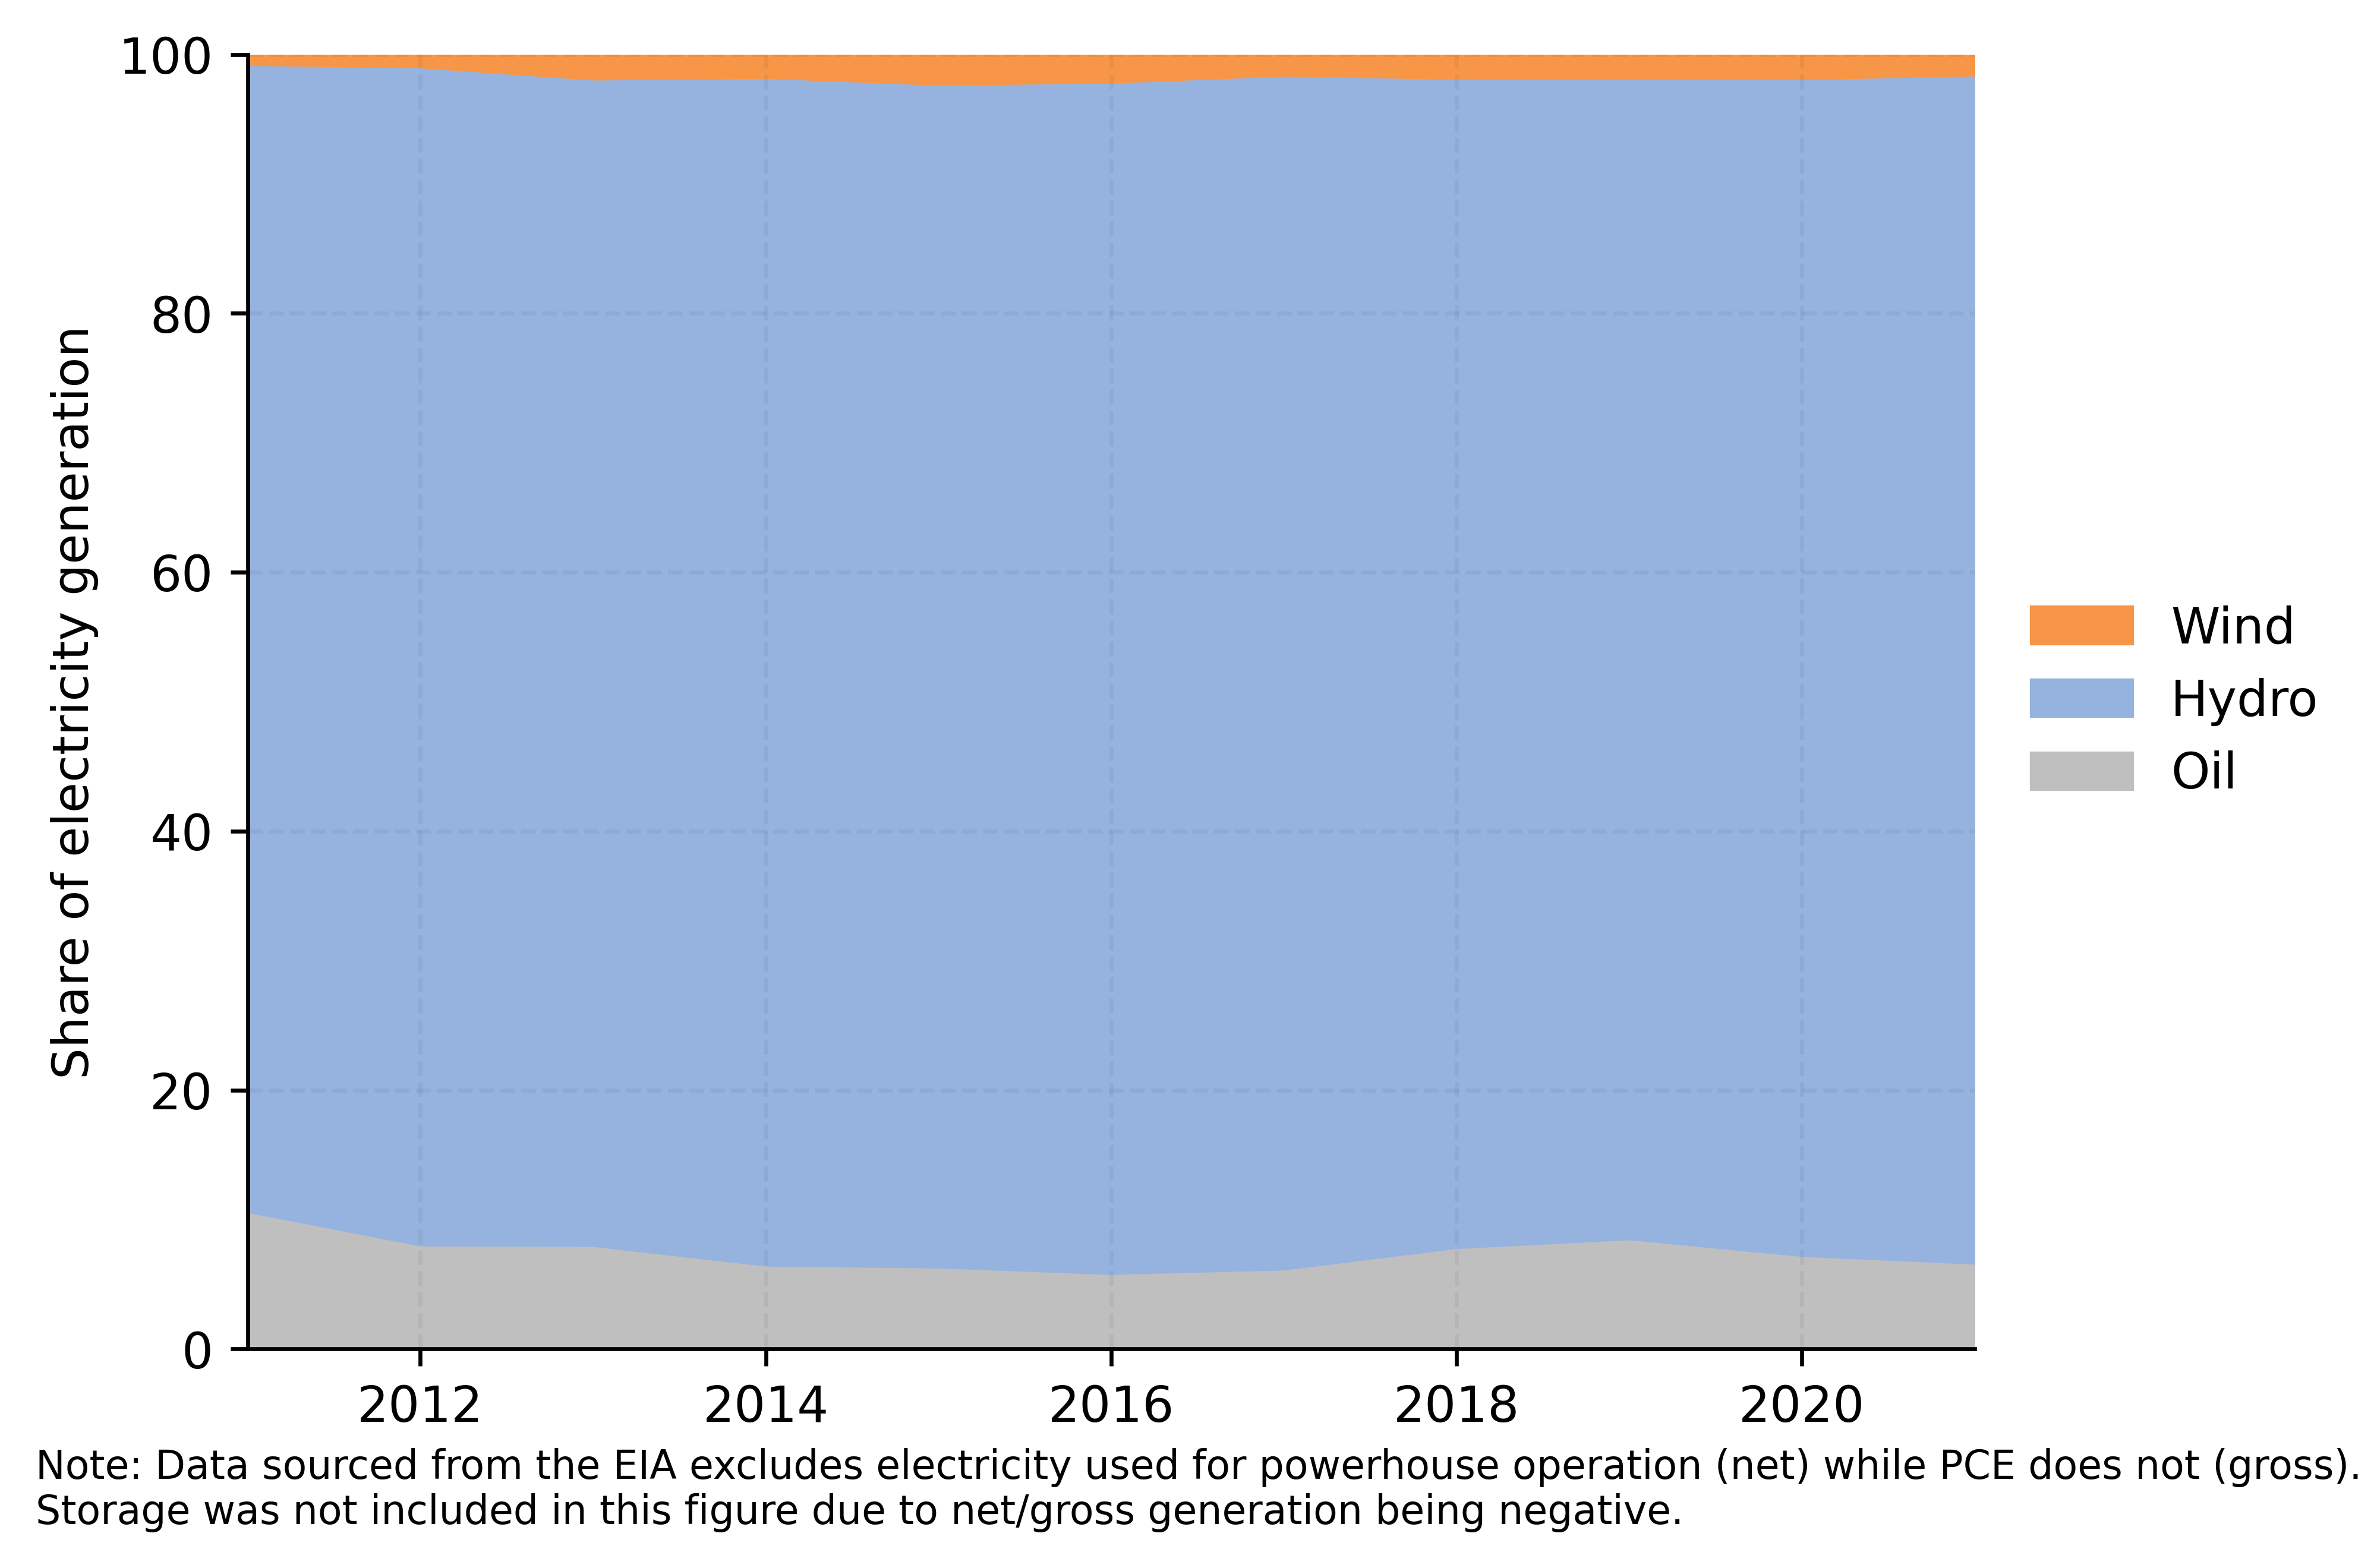 100
80
60
40
20
0
Share of electricity generation
2012 2014 2016 2018 2020
Wind
Hydro
Oil
Note: Data sourced from the EIA excludes electricity used for powerhouse operation (net) while PCE does not (gross).
Storage was not included in this figure due to net/gross generation being negative.